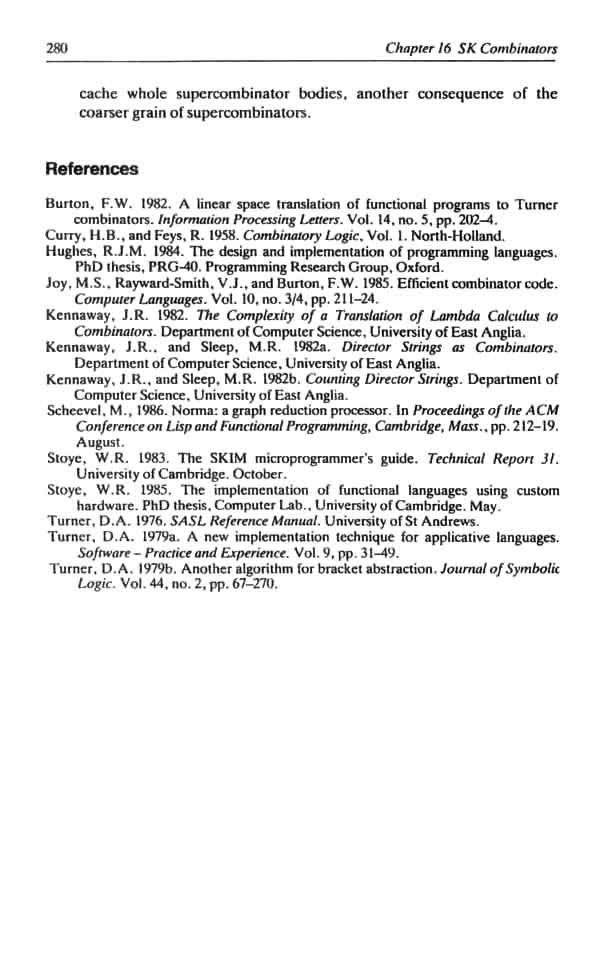 280 Chapter 16 SK Combinators
cache whole supercombinator bodies, another consequence of the
coarser grain of supercombinators.
References
Burton, F.W. 1982. A linear space translation of functional programs to Turner
combinators. Information Processing Letters. Vol. 14, no. 5, pp. 202–4.
Curry, H.B., and Feys, R. 1958. Combinatory Logic, Vol. 1. North-Holland.
Hughes, R.J.M. 1984. The design and implementation of programming languages.
PhD thesis, PRG-40. Programming Research Group, Oxford.
Joy, M.S., Rayward-Smith, V.J., and Burton, F.W. 1985. Efficient combinator code.
Computer Languages. Vol. 10, no. 3/4, pp. 211–24.
Kennaway, J.R. 1982. The Complexity of a Translation of Lambda Calculus to
Combinators. Department of Computer Science, University of East Anglia.
Kennaway, J.R., and Sleep, M.R. 1982a. Director Strings as Combinators.
Department of Computer Science, University of East Anglia.
Kennaway, J.R., and Sleep, M.R. 1982b. Counting Director Strings. Department of
Computer Science, University of East Anglia.
Scheevel, M., 1986. Norma: a graph reduction processor. In Proceedings of the ACM
Conference on Lisp and Functional Programming, Cambridge, Mass., pp. 212–19.
August.
Stoye, W.R. 1983. The SKIM microprogrammer's guide. Technical Report 31.
University of Cambridge. October.
Stoye, W.R. 1985. The implementation of functional languages using custom
hardware. PhD thesis, Computer Lab., University of Cambridge. May.
Turner, D.A. 1976. SASL Reference Manual. University of St Andrews.
Turner, D.A. 1979a. A new implementation technique for applicative languages.
Software – Practice and Experience. Vol. 9, pp. 31–49.
Turner, D.A. 1979b. Another algorithm for bracket abstraction. Journal of Symbolic
Logic. Vol. 44, no. 2, pp. 67–270.